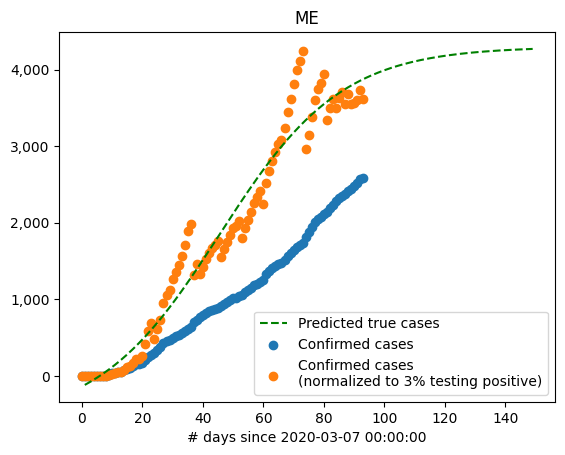 ME
4,000
3,000
2,000
1,000
0
Predicted true cases
Confirmed cases
Confirmed cases
(normalized to 3% testing positive)
0 20 40 60 80 100 120 140
# days since 2020-03-07 00:00:00